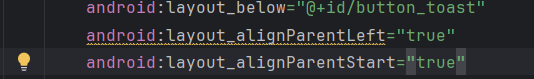 android:layout_below="@+id/button_toast"
android:layout_alignParentLeft="true"
android:layout_alignParentStart="true"